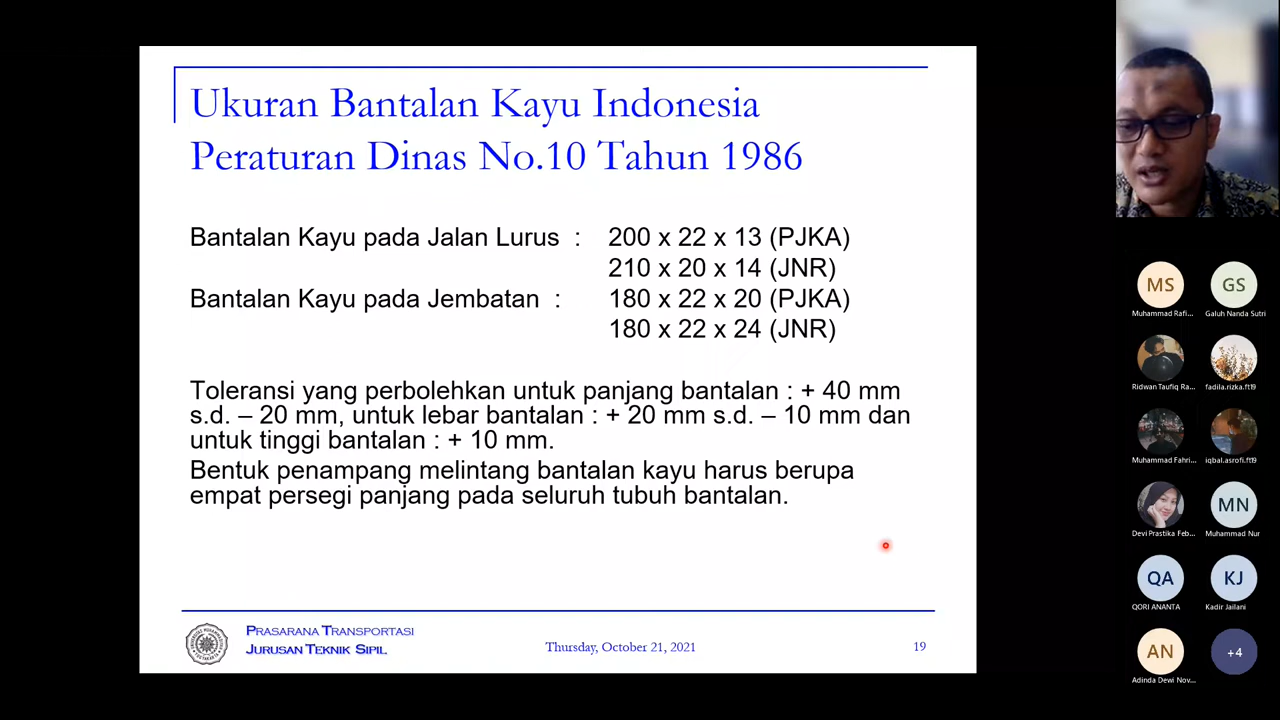 Ukuran Bantalan Kayu Indonesia
Peraturan Dinas No.10 Tahun 1986
Bantalan Kayu pada Jalan Lurus : 200 x 22 x 13 (PJKA)
210 x 20 x 14 (JNR)
Bantalan Kayu pada Jembatan : 180 x 22 x 20 (PJKA)
180 x 22 x 24 (JNR)
Toleransi yang perbolehkan untuk panjang bantalan : + 40 mm
s.d. – 20 mm, untuk lebar bantalan : + 20 mm s.d. – 10 mm dan
untuk tinggi bantalan : + 10 mm.
Bentuk penampang melintang bantalan kayu harus berupa
empat persegi panjang pada seluruh tubuh bantalan.
PRASARANA TRANSPORTASI
JURUSAN TEKNIK SIPIL
Thursday, October 21, 2021
19
MS
GS
Muhammad Rafi...
Galuh Nanda Sutri
Ridwan Taufiq Ra...
fadila.rizka.ft19
Muhammad Fahri...
iqbal.asrofi.ft19
MN
Devi Prastika Feb...
Muhammad Nur
QA
KJ
QORI ANANTA
Kadir Jailani
AN
+4
Adinda Dewi Nov...